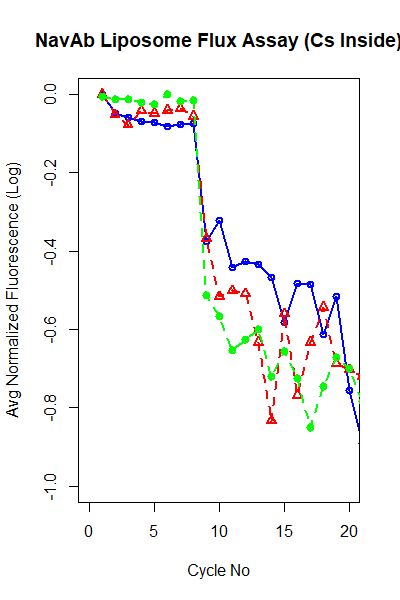 NavAb Liposome Flux Assay (Cs Inside)
Avg Normalized Fluorescence (Log)
0.0
-0.2
-0.4
-0.6
-0.8
-1.0
0 5 10 15 20
Cycle No